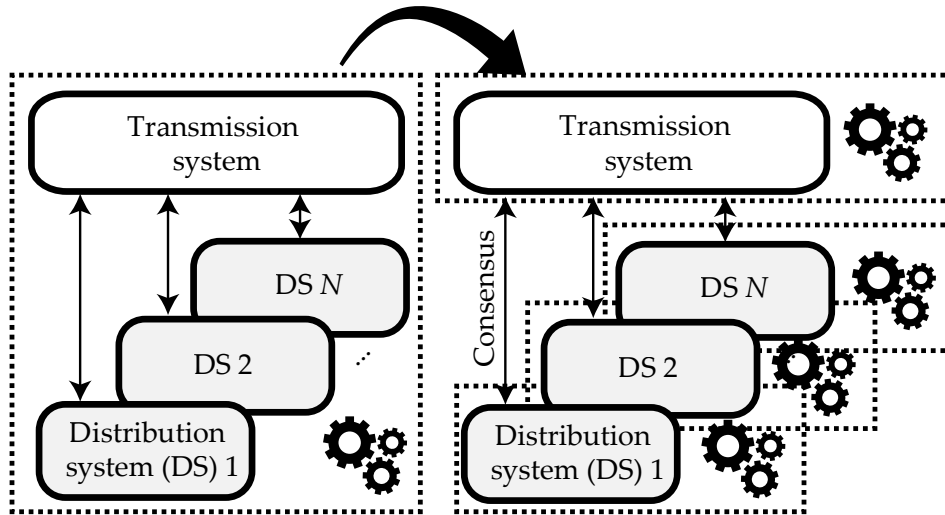 Transmission
system
DS N
DS 2
...
Distribution
system (DS) 1
Transmission
system
Consensus
DS N
DS 2
Distribution
system (DS) 1